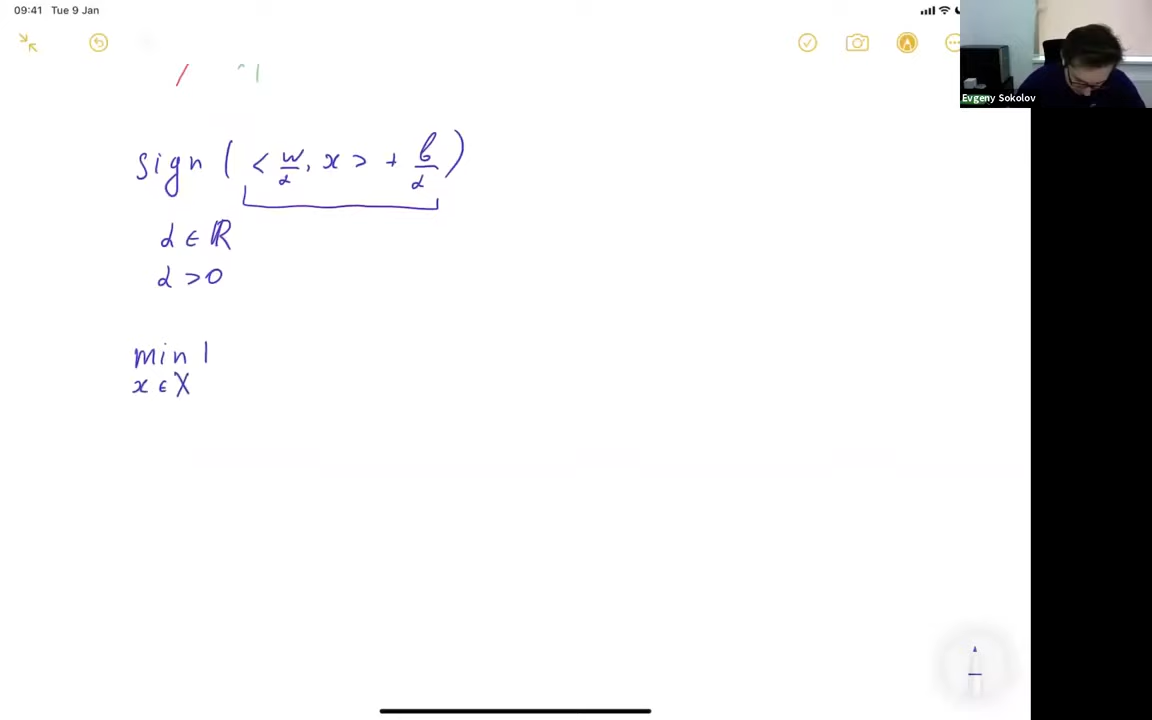 09:41 Tue 9 Jan
Evgeny Sokolov
sign ( < w/α, x > + b/α )
α ∈ ℝ
α > 0
min |
x ∈ X